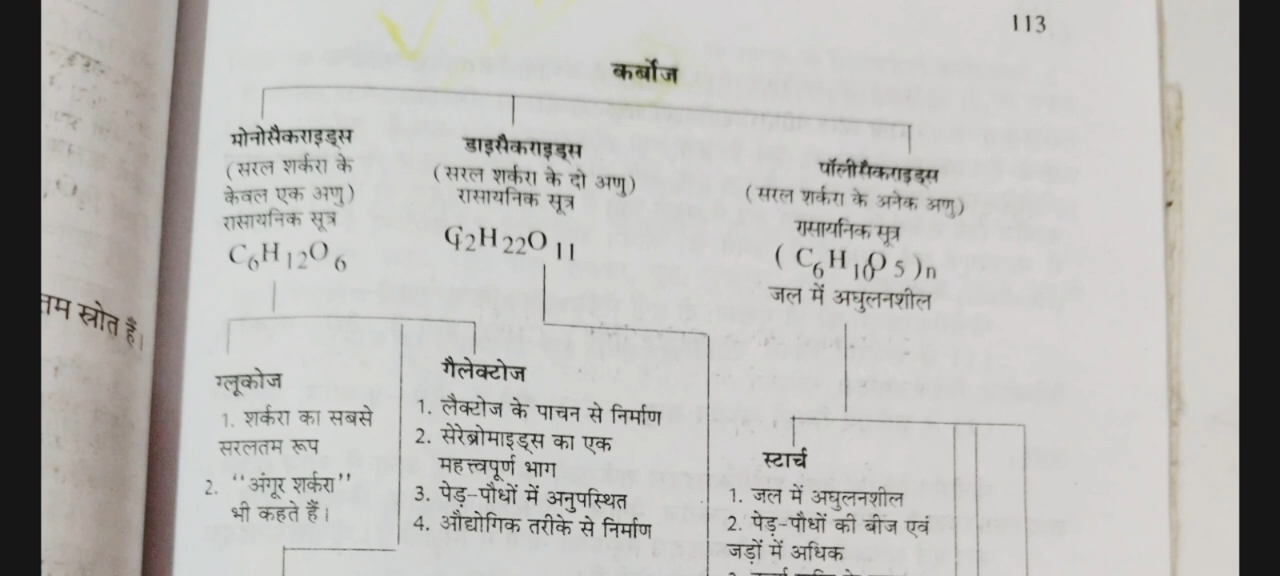 113
कर्बोज
मोनोसैकराइड्स
(सरल शर्करा के
केवल एक अणु)
रासायनिक सूत्र
C6H12O6
डाइसैकराइड्स
(सरल शर्करा के दो अणु)
रासायनिक सूत्र
C12H22O11
पॉलीसैकराइड्स
(सरल शर्करा के अनेक अणु)
रासायनिक सूत्र
(C6H10O5)n
जल में अघुलनशील
स्रोत हैं।
ग्लूकोज
1. शर्करा का सबसे
सरलतम रूप
2. ‘‘अंगूर शर्करा’’
भी कहते हैं।
गैलेक्टोज
1. लैक्टोज के पाचन से निर्माण
2. सेरेब्रोमाइड्स का एक
महत्त्वपूर्ण भाग
3. पेड़-पौधों में अनुपस्थित
4. औद्योगिक तरीके से निर्माण
स्टार्च
1. जल में अघुलनशील
2. पेड़-पौधों की बीज एवं
जड़ों में अधिक